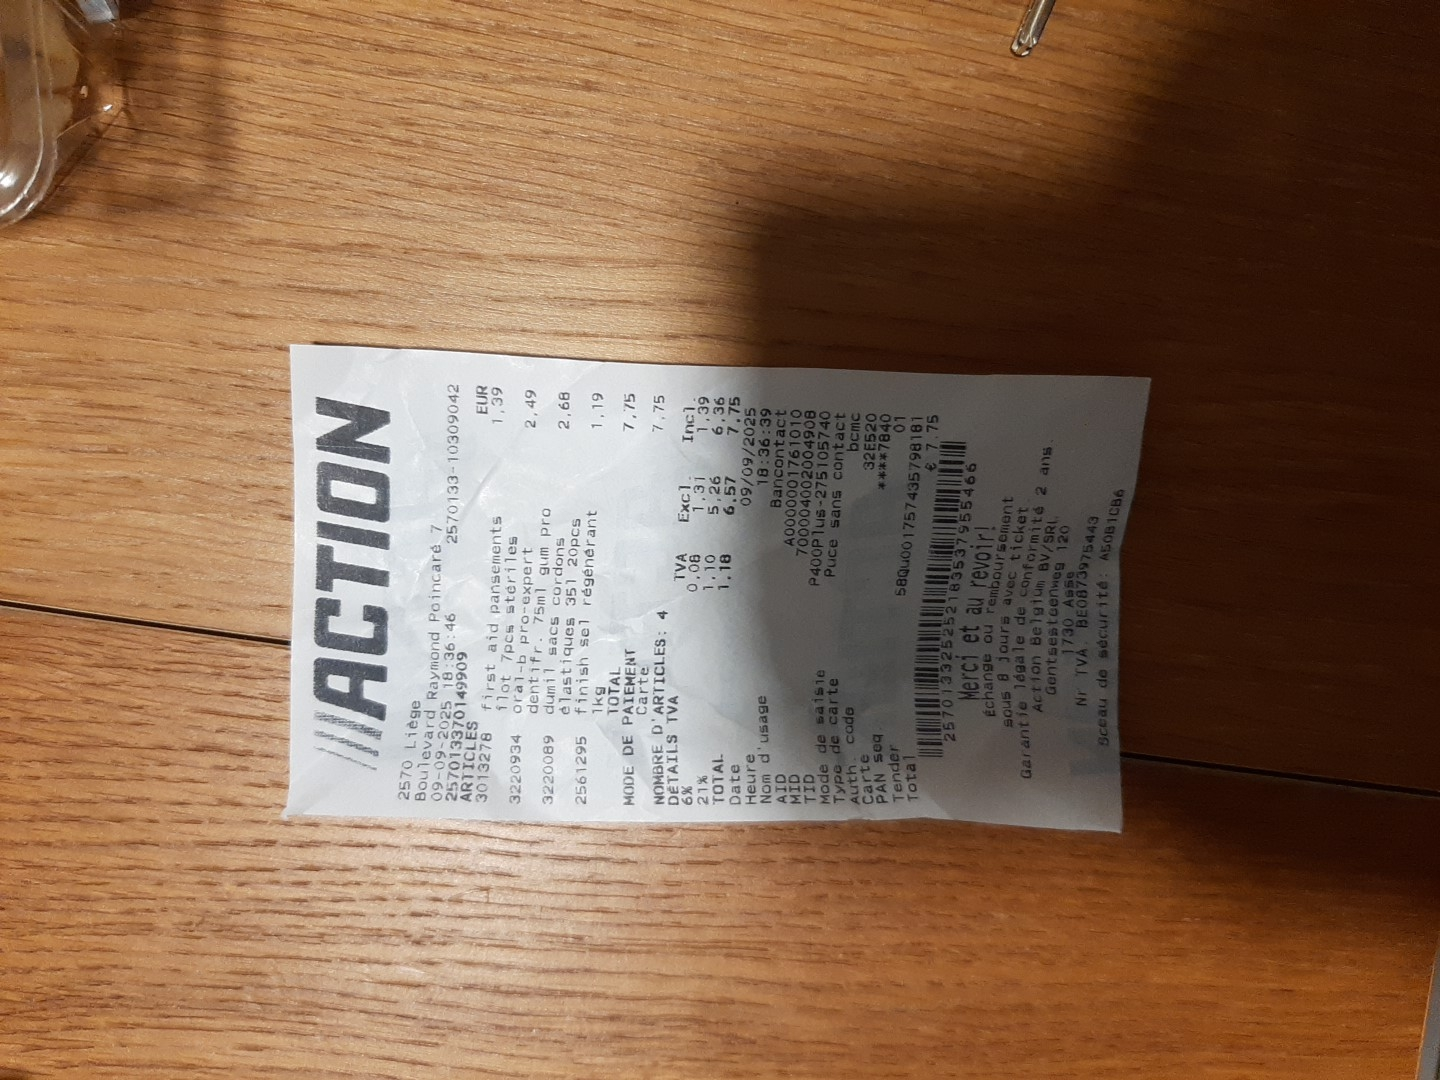 ACTION
2570 Liège
Boulevard Raymond Poincaré 7
09-09-2025 18:36:46 2570133-10309042
257013370149909
ARTICLES EUR
3013278 first aid pansements 1,39
flot 7pcs stériles
3220934 oral-b pro-expert 2,49
dentifr. 75ml gum pro
3220089 dumil sacs cordons 2,68
élastiques 35l 20pcs
2561295 finish sel régénérant 1,19
1kg
TOTAL 7,75
MODE DE PAIEMENT
Carte 7,75
NOMBRE D'ARTICLES: 4
DÉTAILS TVA TVA Excl. Incl.
6% 0,08 1,31 1,39
21% 1,10 5,26 6,36
TOTAL 1,18 6,57 7,75
Date 09/09/2025
Heure 18:36:39
Nom d'usage Bancontact
AID A0000001761010
MID 700004002004908
TID P400Plus-275105740
Mode de saisie Puce sans contact
Type de carte bcmc
Auth. code 32E520
Carte ****7840
PAN seq. 01
Tender 58QU001757435798181
Total € 7,75
2570133252521835379554​66
Merci et au revoir!
Échange ou remboursement
sous 8 jours avec ticket
Garantie légale de conformité 2 ans.
Action Belgium BV/SRL
Gentsesteenweg 120
1730 Asse
Nr TVA: BE0873975443
Sceau de sécurité: A50B1CB6